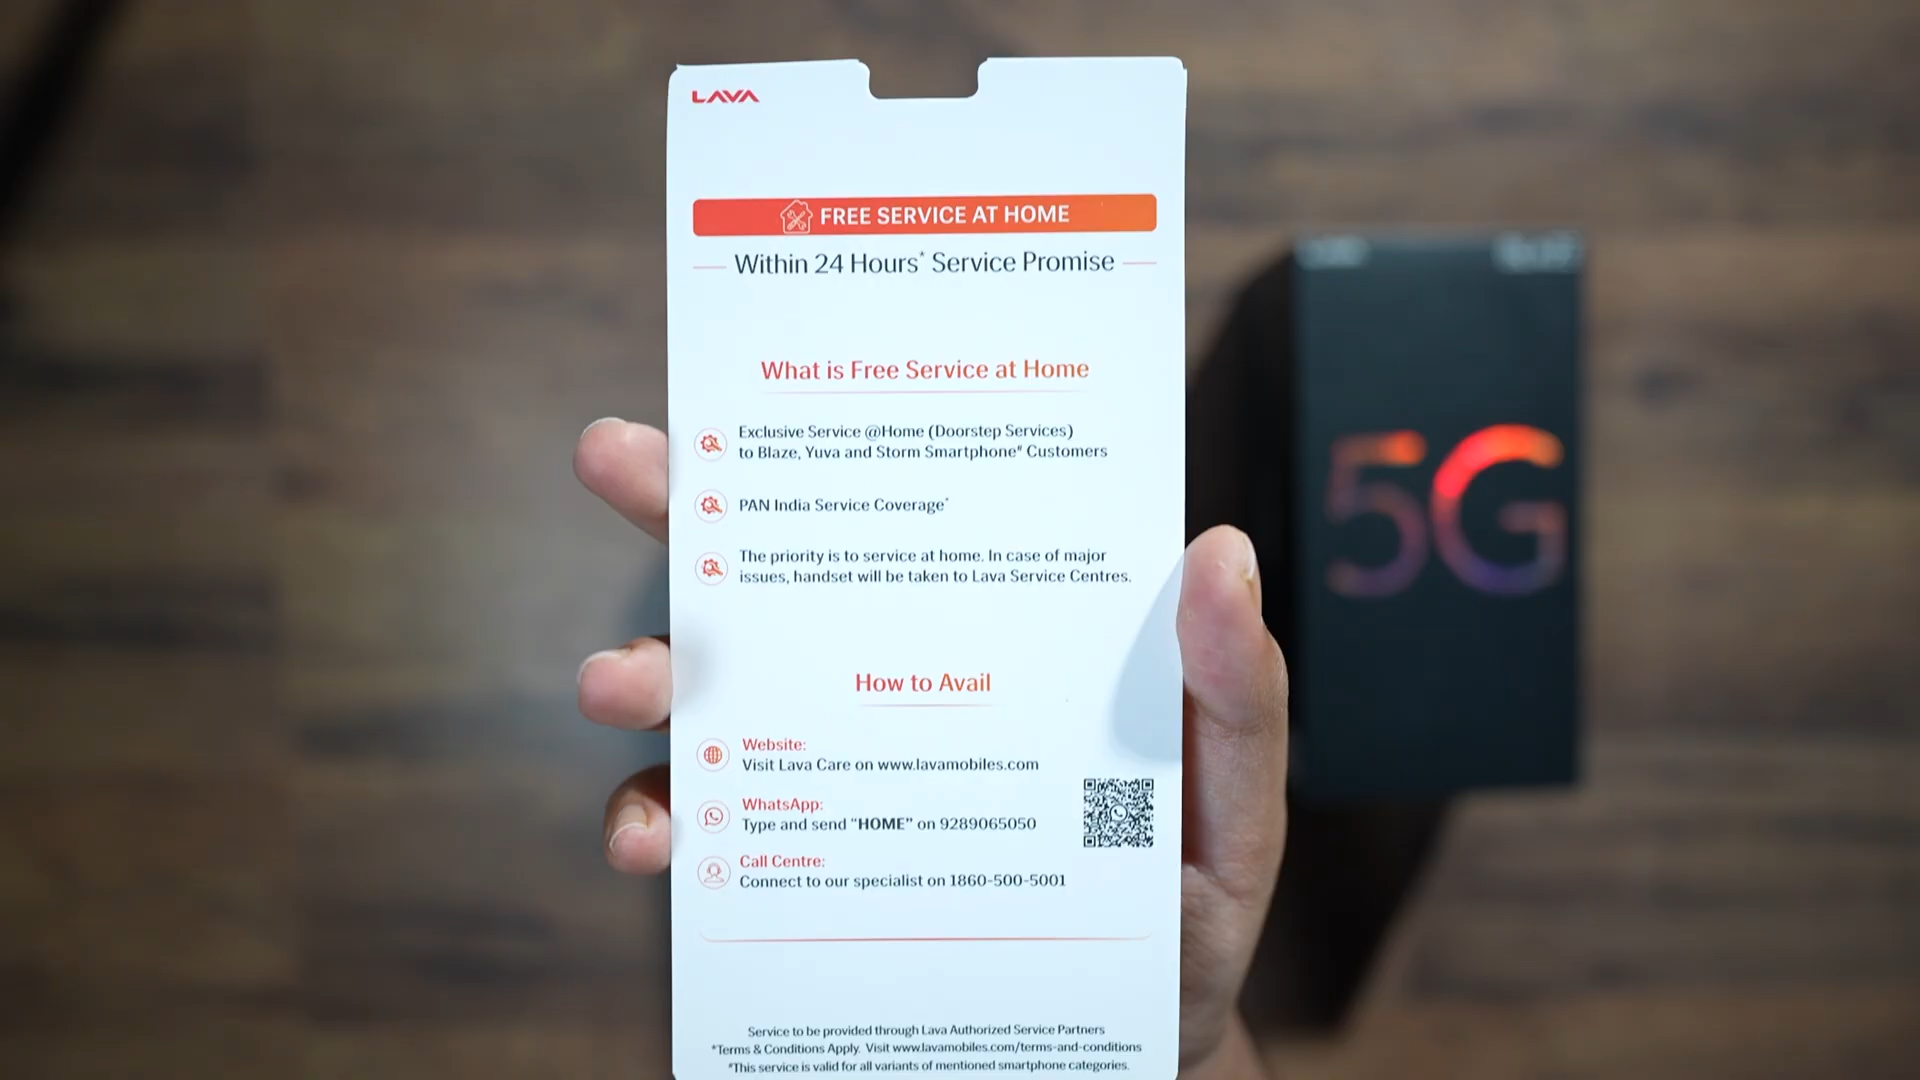 LAVA
FREE SERVICE AT HOME
Within 24 Hours* Service Promise
What is Free Service at Home
Exclusive Service @Home (Doorstep Services)
to Blaze, Yuva and Storm Smartphone# Customers
PAN India Service Coverage*
The priority is to service at home. In case of major
issues, handset will be taken to Lava Service Centres.
How to Avail
Website:
Visit Lava Care on www.lavamobiles.com
WhatsApp:
Type and send “HOME” on 9289065050
Call Centre:
Connect to our specialist on 1860-500-5001
Service to be provided through Lava Authorized Service Partners
*Terms & Conditions Apply. Visit www.lavamobiles.com/terms-and-conditions
#This service is valid for all variants of mentioned smartphone categories.
5G